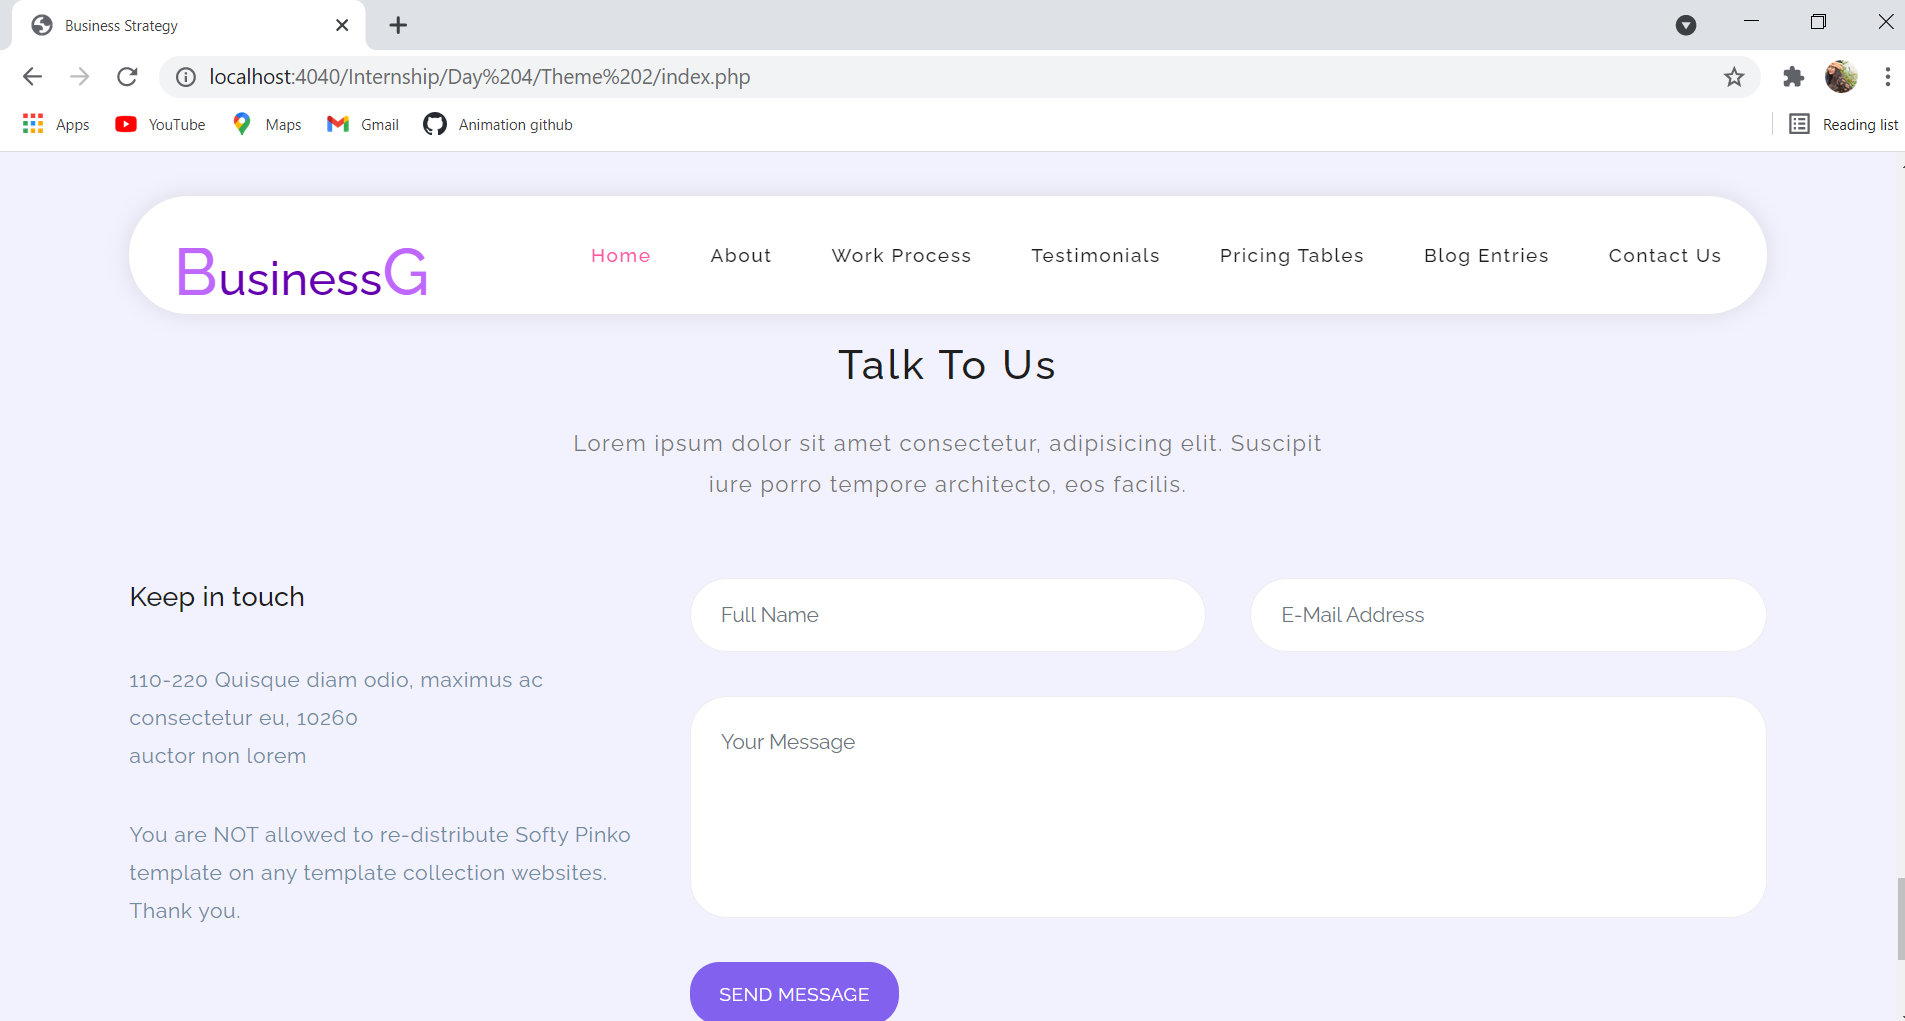 Business Strategy
localhost:4040/Internship/Day%204/Theme%202/index.php
Apps YouTube Maps Gmail Animation github Reading list
BusinessG Home About Work Process Testimonials Pricing Tables Blog Entries Contact Us
Talk To Us
Lorem ipsum dolor sit amet consectetur, adipisicing elit. Suscipit
iure porro tempore architecto, eos facilis.
Keep in touch
110-220 Quisque diam odio, maximus ac
consectetur eu, 10260
auctor non lorem
You are NOT allowed to re-distribute Softy Pinko
template on any template collection websites.
Thank you.
Full Name
E-Mail Address
Your Message
SEND MESSAGE